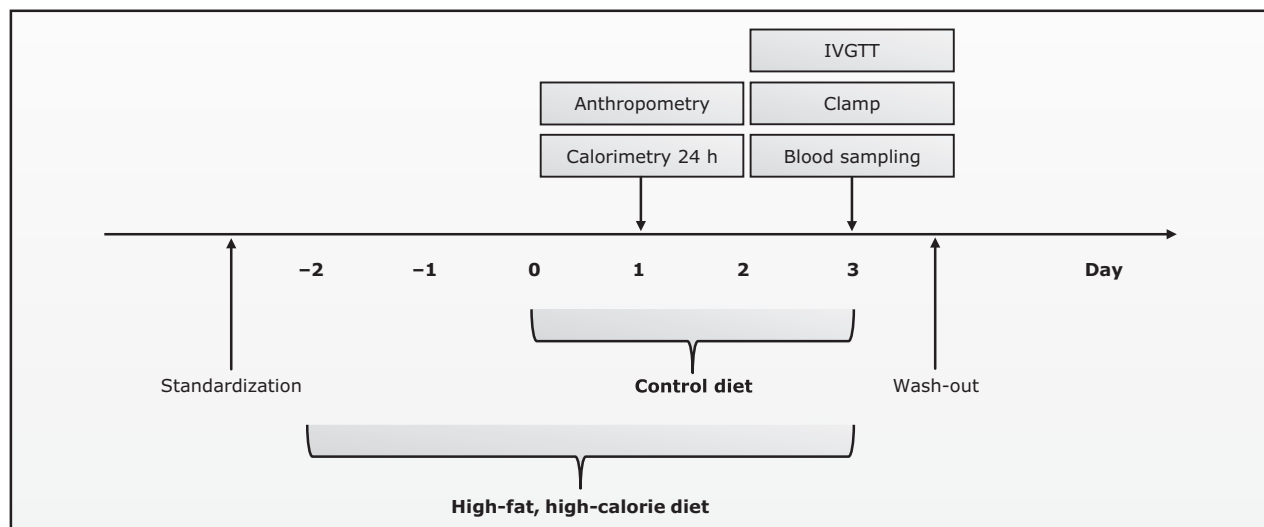 IVGTT
Anthropometry
Clamp
Calorimetry 24 h
Blood sampling
–2
–1
0
1
2
3
Day
Standardization
Control diet
Wash-out
High-fat, high-calorie diet